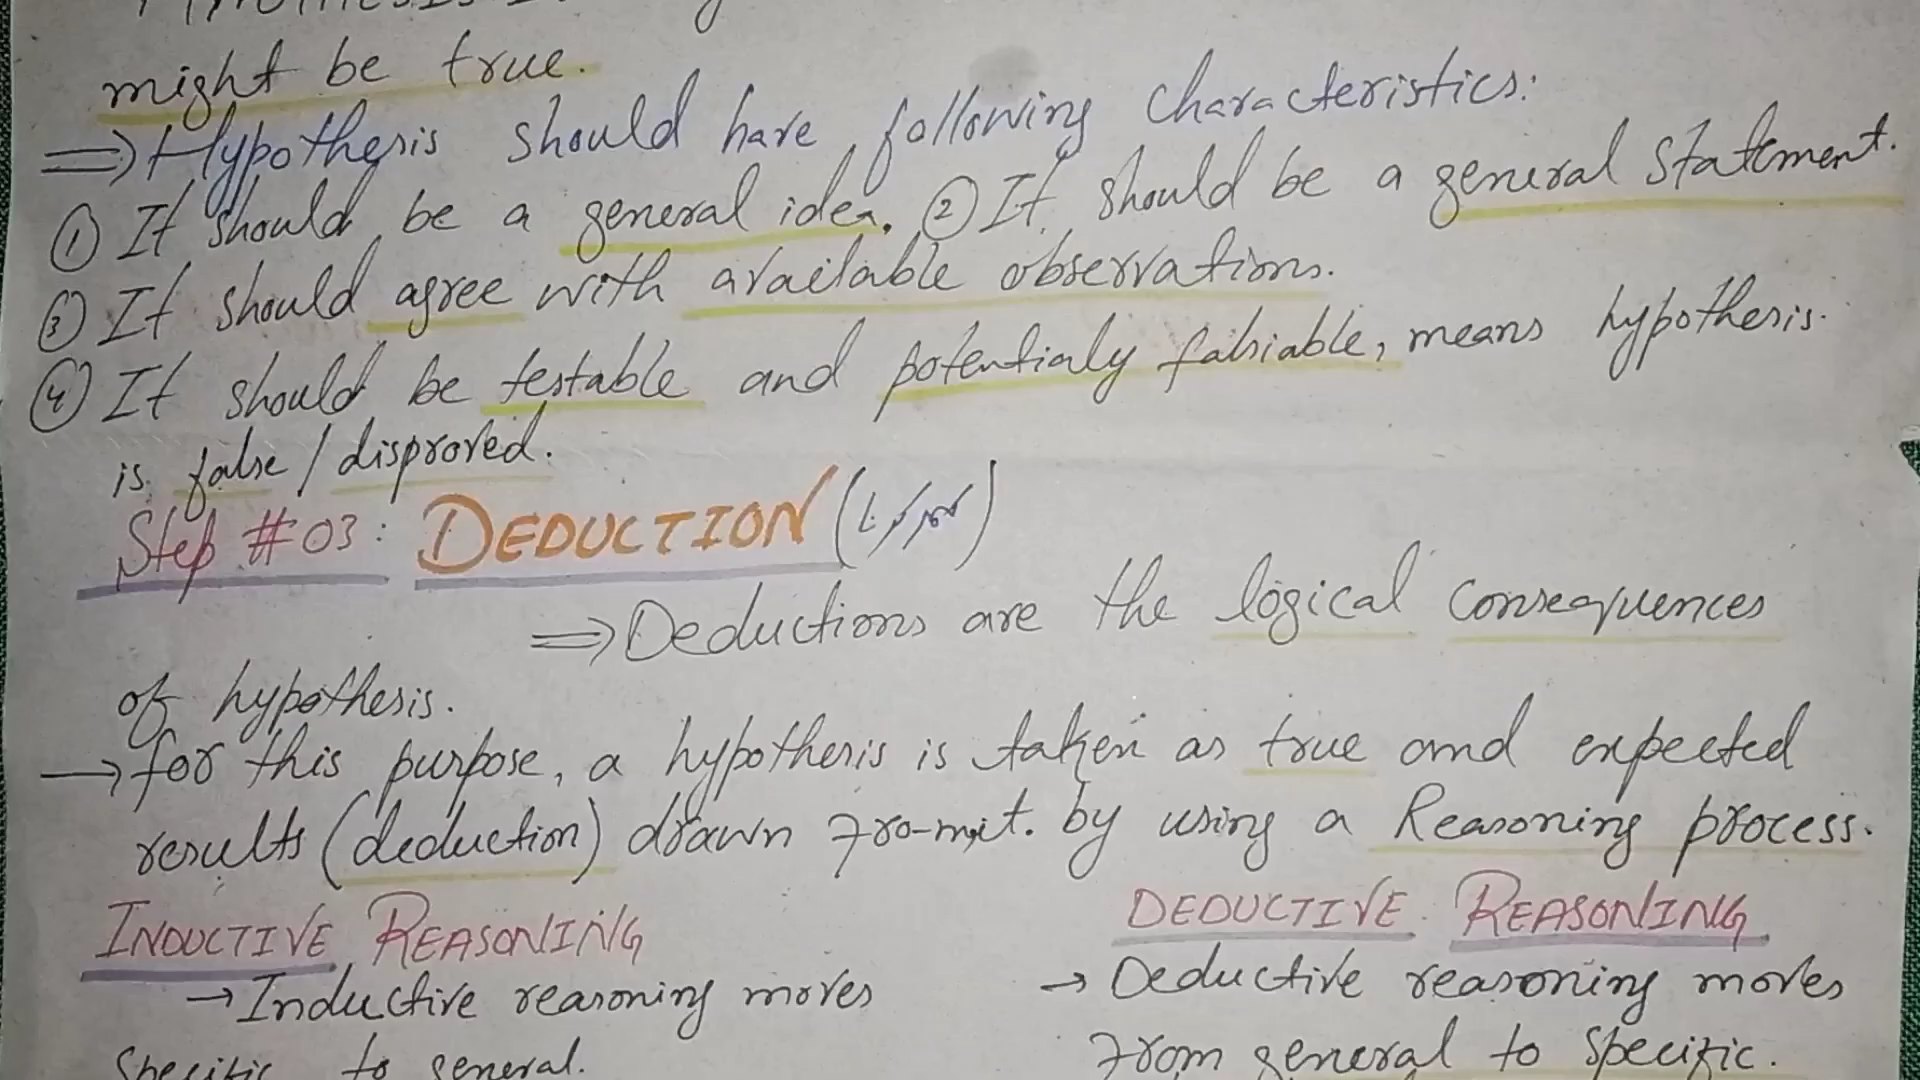 might be true.
⇒ Hypothesis should have following characteristics:
① It should be a general idea. ② It should be a general statement.
③ It should agree with available observations.
④ It should be testable and potentialy falsiable, means hypothesis.
is false / disproved.
Step #03: DEDUCTION
⇒ Deductions are the logical consequences
of hypothesis.
→ for this purpose, a hypothesis is taken as true and expected
results (deduction) drawn from it. by using a Reasoning process.
INDUCTIVE REASONING
→ Inductive reasoning moves
specific to general.
DEDUCTIVE REASONING
→ Deductive reasoning moves
From general to specific.